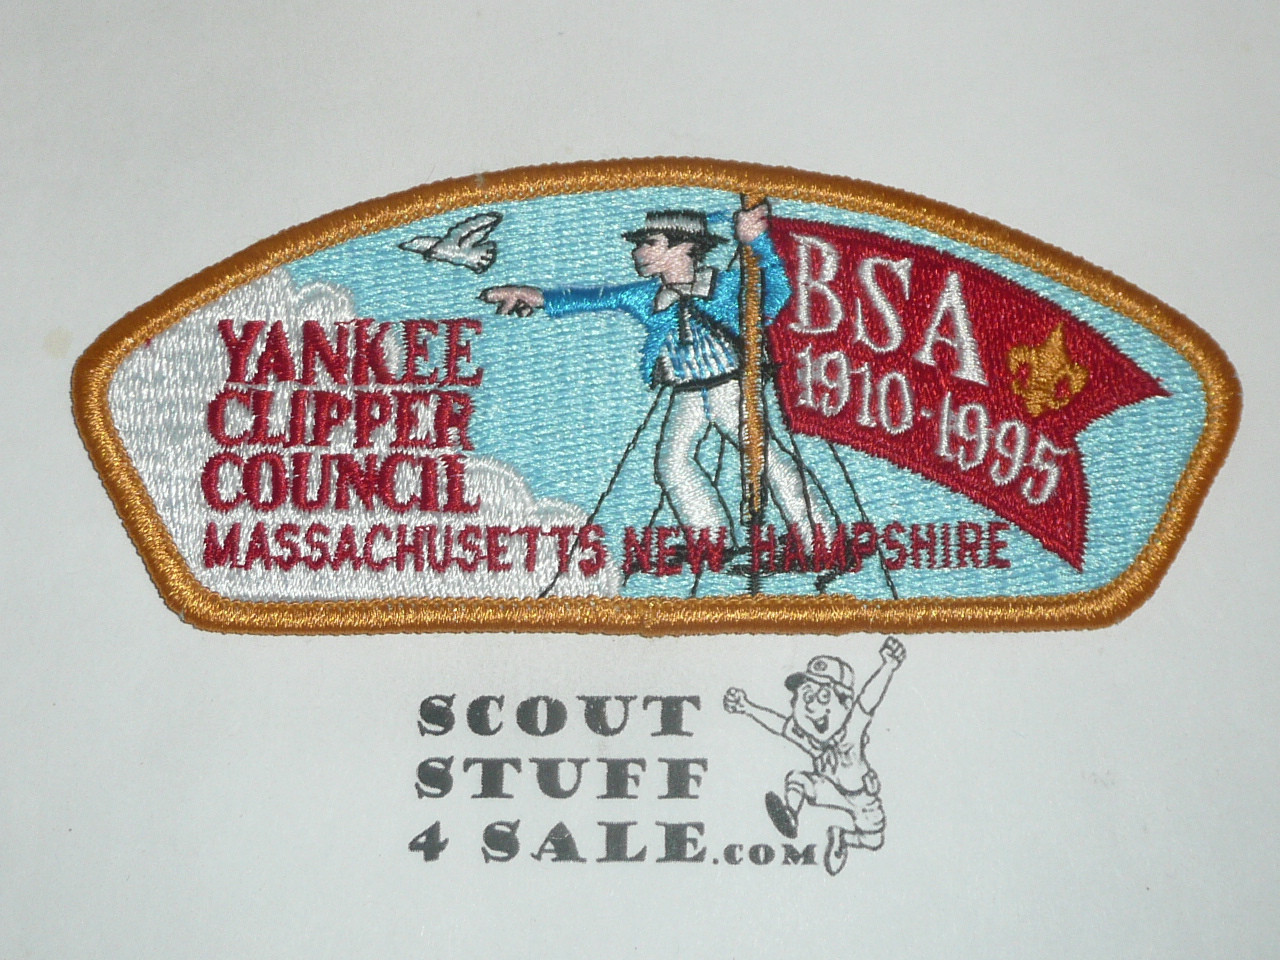 YANKEE
CLIPPER
COUNCIL
MASSACHUSETTS NEW HAMPSHIRE
BSA
1910-1995
SCOUT
STUFF
4 SALE.COM